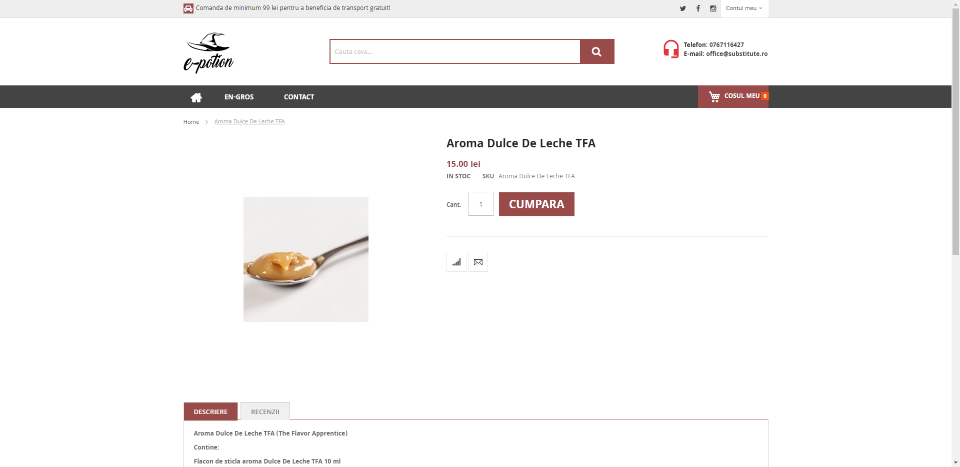 Comanda de minimum 99 lei pentru a beneficia de transport gratuit!
Contul meu
e-potion
Cauta ceva...
Telefon: 0767116427
E-mail: office@substitute.ro
EN-GROS
CONTACT
COSUL MEU 0
Home > Aroma Dulce De Leche TFA
Aroma Dulce De Leche TFA
15.00 lei
IN STOC SKU Aroma Dulce De Leche TFA
Cant. 1 CUMPARA
DESCRIERE
RECENZII
Aroma Dulce De Leche TFA (The Flavor Apprentice)
Contine:
Flacon de sticla aroma Dulce De Leche TFA 10 ml